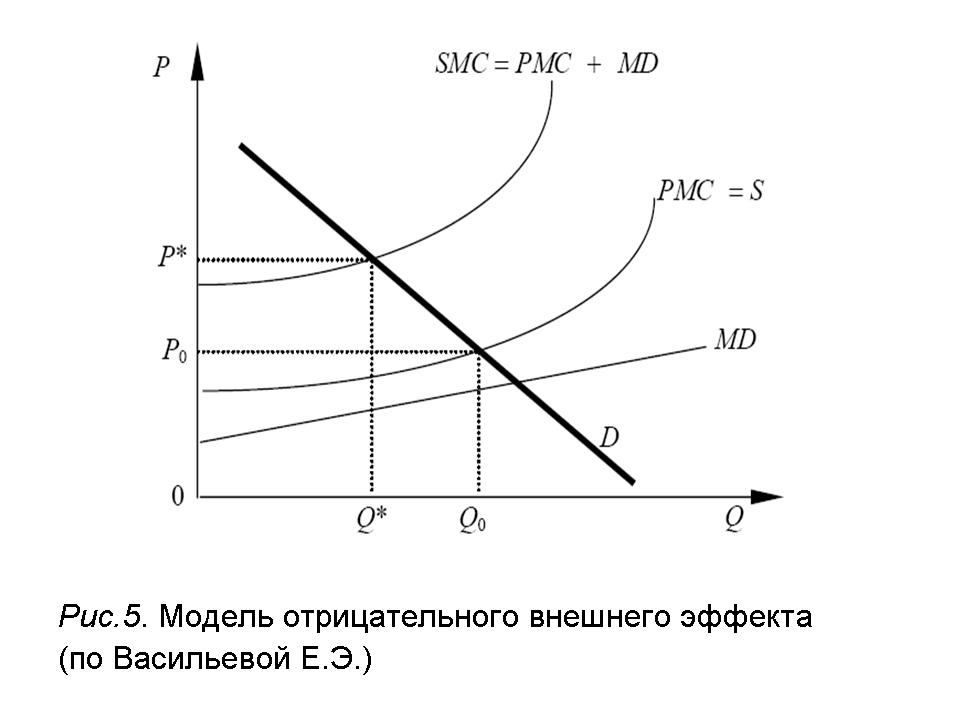 P
SMC = PMC + MD
PMC = S
P*
P₀
MD
D
0
Q*
Q₀
Q
Рис.5. Модель отрицательного внешнего эффекта
(по Васильевой Е.Э.)